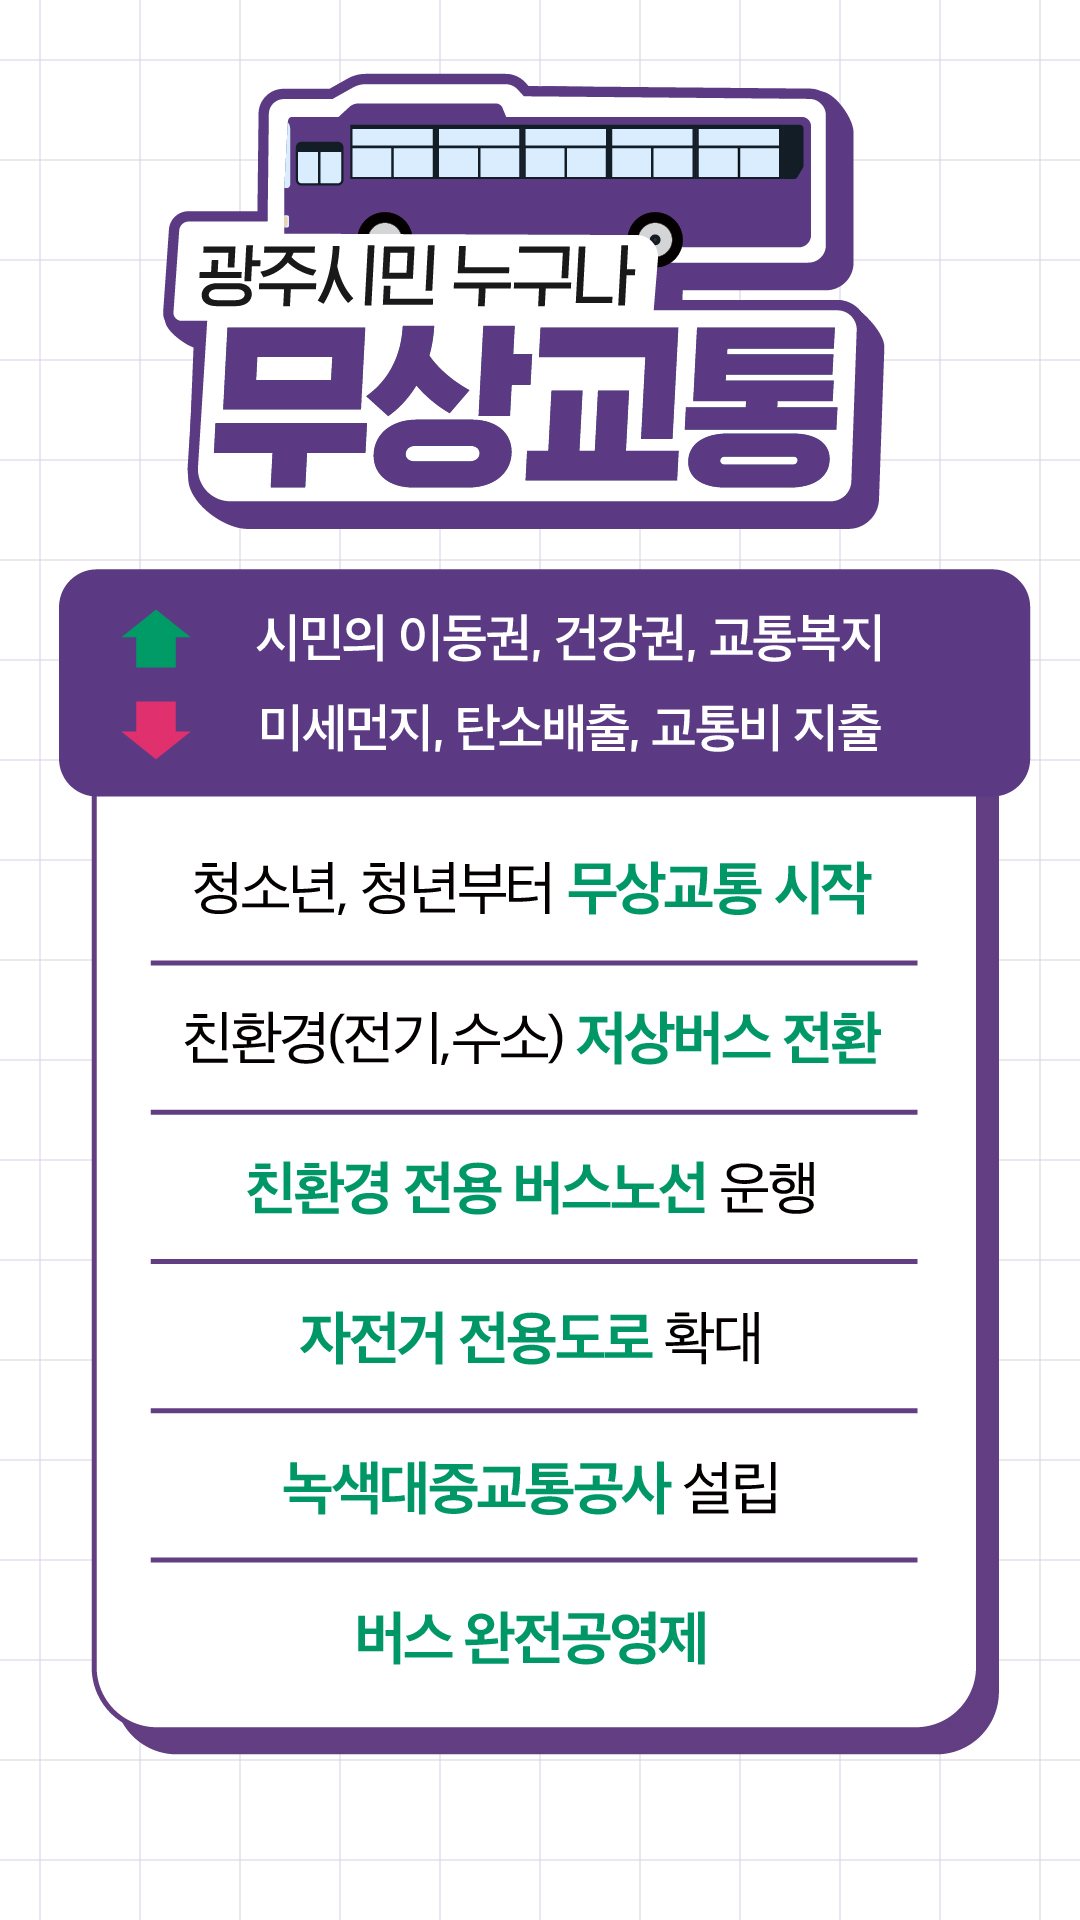 광주시민 누구나
무상교통
시민의 이동권, 건강권, 교통복지
미세먼지, 탄소배출, 교통비 지출
청소년, 청년부터 무상교통 시작
친환경(전기,수소) 저상버스 전환
친환경 전용 버스노선 운행
자전거 전용도로 확대
녹색대중교통공사 설립
버스 완전공영제